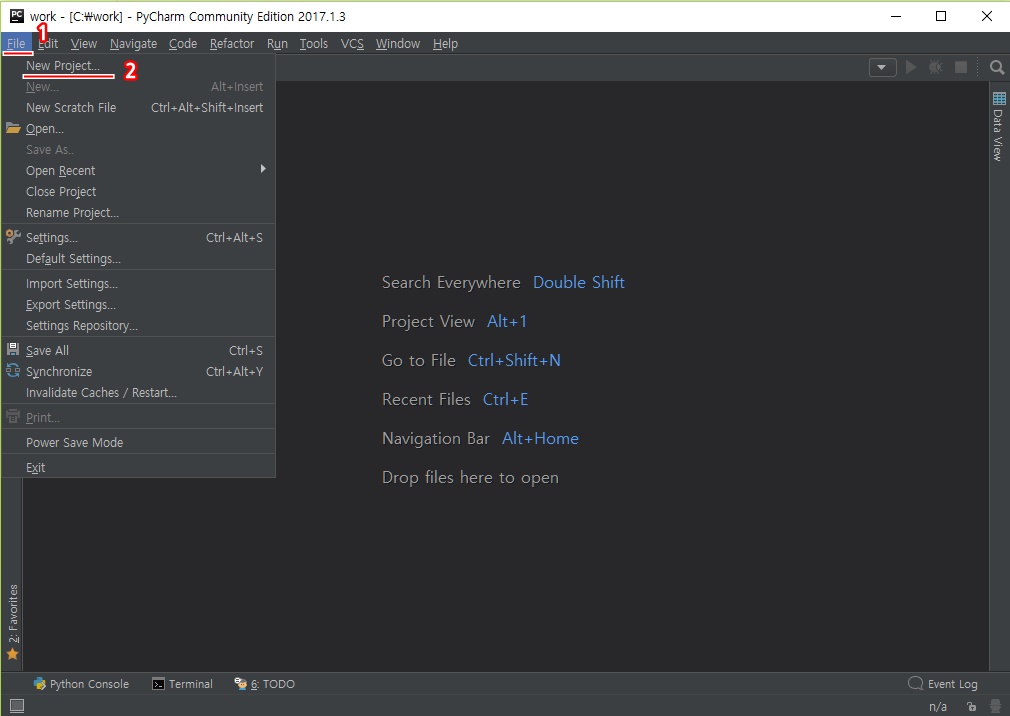 work - [C:₩work] - PyCharm Community Edition 2017.1.3
1
File Edit View Navigate Code Refactor Run Tools VCS Window Help
New Project... 2
New... Alt+Insert
New Scratch File Ctrl+Alt+Shift+Insert
Open...
Save As..
Open Recent
Close Project
Rename Project...
Settings... Ctrl+Alt+S
Default Settings...
Import Settings...
Export Settings...
Settings Repository...
Save All Ctrl+S
Synchronize Ctrl+Alt+Y
Invalidate Caches / Restart...
Print...
Power Save Mode
Exit
Search Everywhere Double Shift
Project View Alt+1
Go to File Ctrl+Shift+N
Recent Files Ctrl+E
Navigation Bar Alt+Home
Drop files here to open
Data View
2: Favorites
Python Console Terminal 6: TODO Event Log
n/a